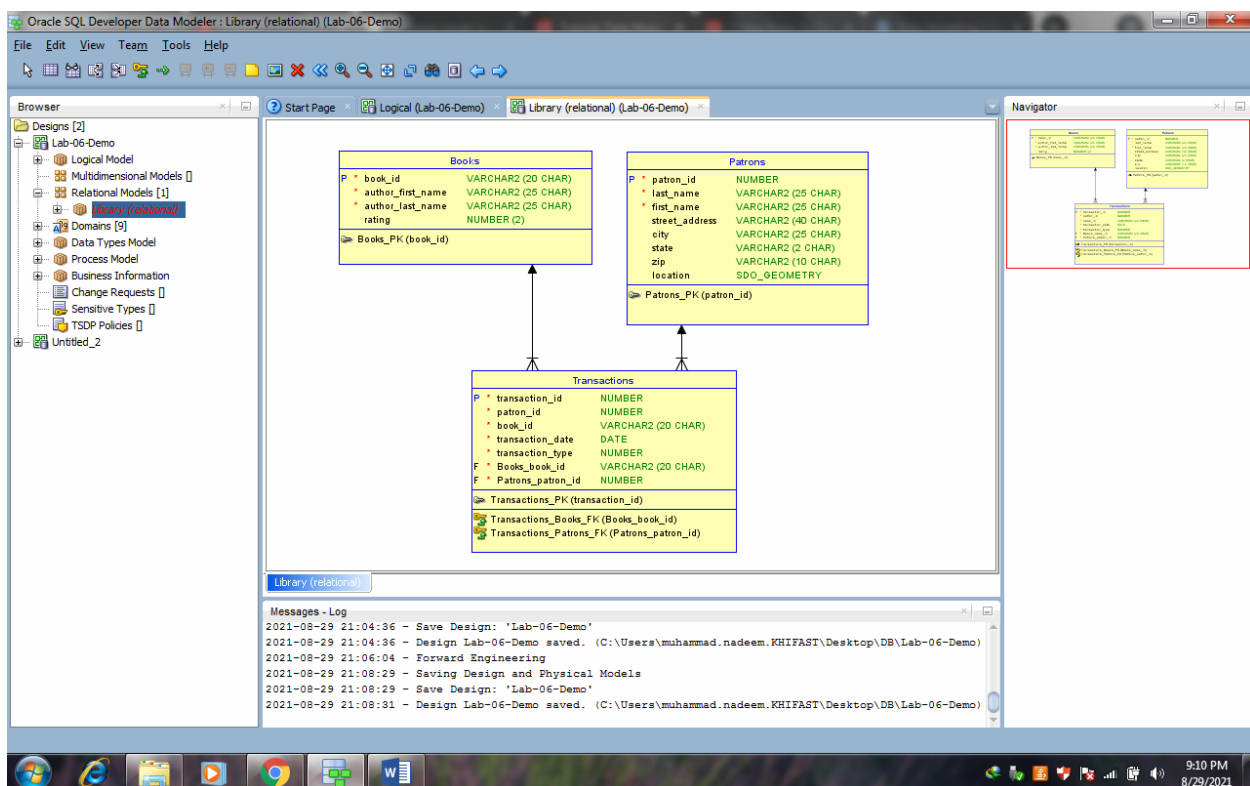 Oracle SQL Developer Data Modeler : Library (relational) (Lab-06-Demo)
File Edit View Team Tools Help
Browser
Designs [2]
Lab-06-Demo
Logical Model
Multidimensional Models []
Relational Models [1]
Library (relational)
Domains [9]
Data Types Model
Process Model
Business Information
Change Requests []
Sensitive Types []
TSDP Policies []
Untitled_2
Start Page
Logical (Lab-06-Demo)
Library (relational) (Lab-06-Demo)
Books
P * book_id VARCHAR2 (20 CHAR)
* author_first_name VARCHAR2 (25 CHAR)
* author_last_name VARCHAR2 (25 CHAR)
rating NUMBER (2)
Books_PK (book_id)
Patrons
P * patron_id NUMBER
* last_name VARCHAR2 (25 CHAR)
* first_name VARCHAR2 (25 CHAR)
street_address VARCHAR2 (40 CHAR)
city VARCHAR2 (25 CHAR)
state VARCHAR2 (2 CHAR)
zip VARCHAR2 (10 CHAR)
location SDO_GEOMETRY
Patrons_PK (patron_id)
Transactions
P * transaction_id NUMBER
* patron_id NUMBER
* book_id VARCHAR2 (20 CHAR)
* transaction_date DATE
* transaction_type NUMBER
F * Books_book_id VARCHAR2 (20 CHAR)
F * Patrons_patron_id NUMBER
Transactions_PK (transaction_id)
Transactions_Books_FK (Books_book_id)
Transactions_Patrons_FK (Patrons_patron_id)
Library (relational)
Messages - Log
2021-08-29 21:04:36 - Save Design: 'Lab-06-Demo'
2021-08-29 21:04:36 - Design Lab-06-Demo saved. (C:\Users\muhammad.nadeem.KHIFAST\Desktop\DB\Lab-06-Demo)
2021-08-29 21:06:04 - Forward Engineering
2021-08-29 21:08:29 - Saving Design and Physical Models
2021-08-29 21:08:29 - Save Design: 'Lab-06-Demo'
2021-08-29 21:08:31 - Design Lab-06-Demo saved. (C:\Users\muhammad.nadeem.KHIFAST\Desktop\DB\Lab-06-Demo)
Navigator
9:10 PM
8/29/2021